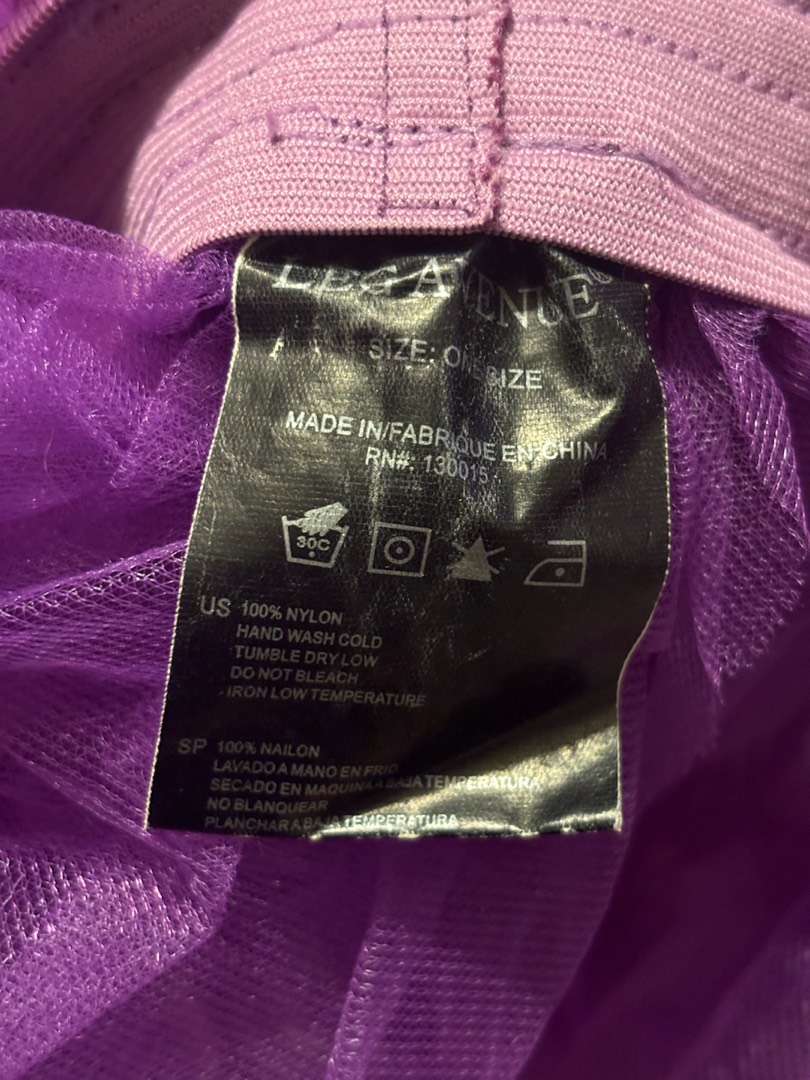 LEG AVENUE®
SIZE: ONE SIZE
MADE IN/FABRIQUE EN CHINA
RN#: 130015
30C
US 100% NYLON
HAND WASH COLD
TUMBLE DRY LOW
DO NOT BLEACH
IRON LOW TEMPERATURE
SP 100% NAILON
LAVADO A MANO EN FRIO
SECADO EN MAQUINA A BAJA TEMPERATURA
NO BLANQUEAR
PLANCHAR A BAJA TEMPERATURA